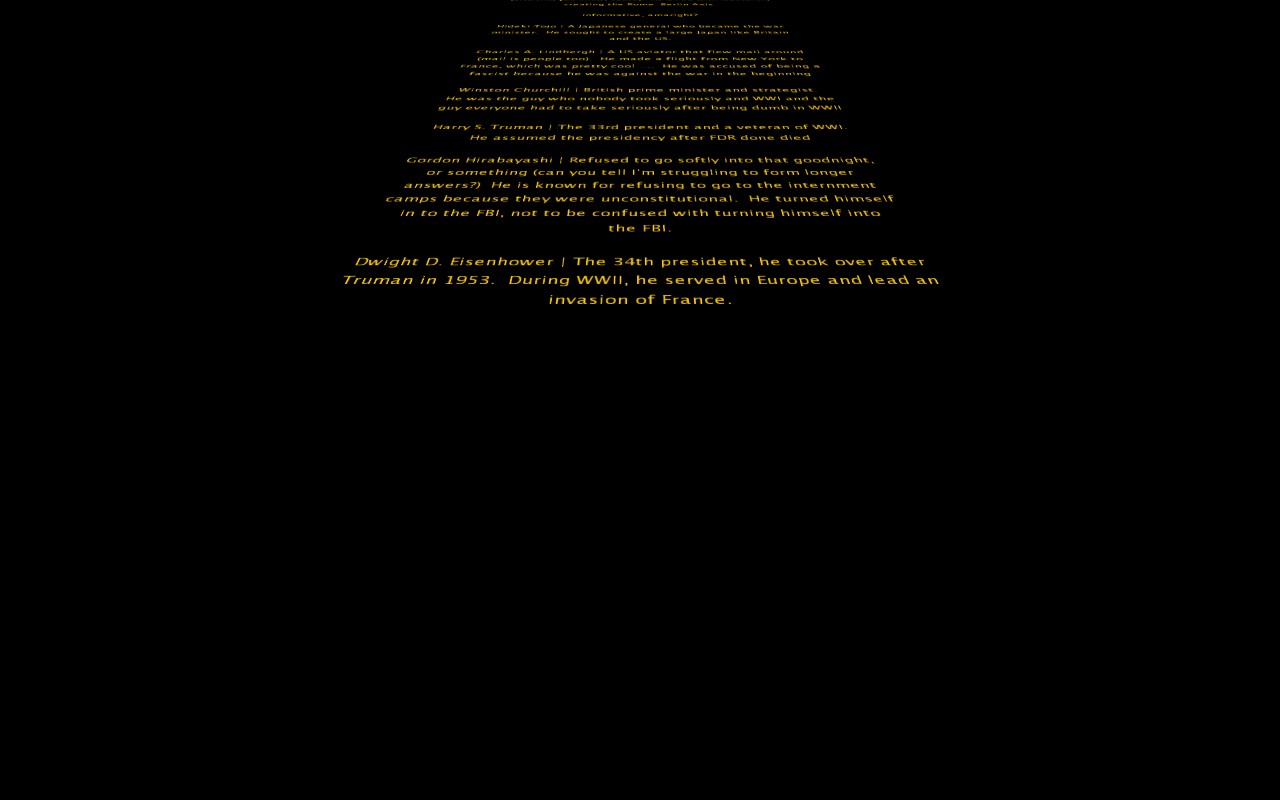 creating the Rome-Berlin Axis.
informative, amaright?
Hideki Tojo | A Japanese general who became the war
minister. He sought to create a large Japan like Britain
and the US.
Charles A. Lindbergh | A US aviator that flew mail around
(mail is people too). He made a flight from New York to
France, which was pretty cool .... He was accused of being a
fascist because he was against the war in the beginning
Winston Churchill | British prime minister and strategist.
He was the guy who nobody took seriously and WWI and the
guy everyone had to take seriously after being dumb in WWII
Harry S. Truman | The 33rd president and a veteran of WWI.
He assumed the presidency after FDR done died
Gordon Hirabayashi | Refused to go softly into that goodnight,
or something (can you tell I'm struggling to form longer
answers?) He is known for refusing to go to the internment
camps because they were unconstitutional. He turned himself
in to the FBI, not to be confused with turning himself into
the FBI.
Dwight D. Eisenhower | The 34th president, he took over after
Truman in 1953. During WWII, he served in Europe and lead an
invasion of France.